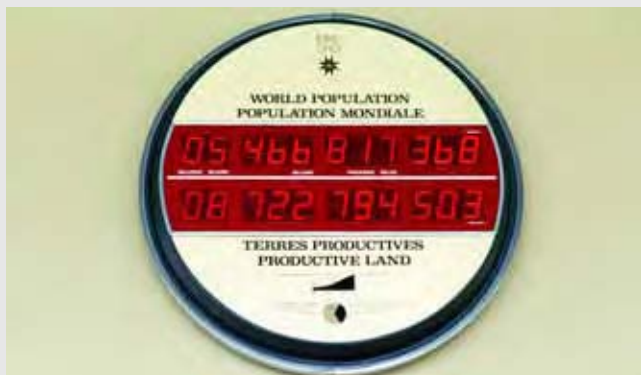 WORLD POPULATION
POPULATION MONDIALE
05 466 817 368
08 722 794 503
TERRES PRODUCTIVES
PRODUCTIVE LAND